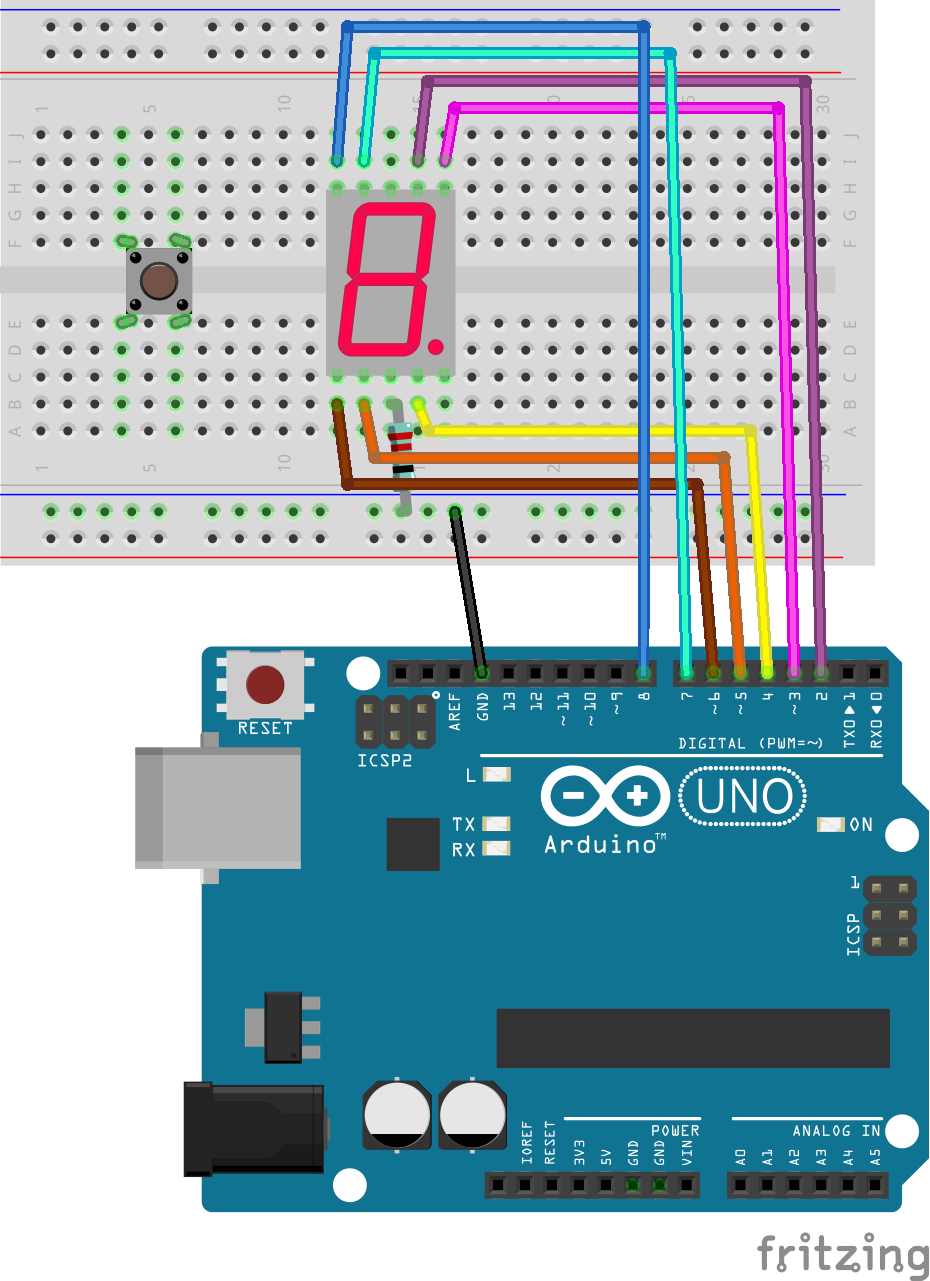 1 5 10 15 20 25 30
J J
I I
H H
G G
F F
E E
D D
C C
B B
A A
1 5 10 15 20 25 30
RESET
ICSP2
AREF GND 13 12 ~11 ~10 ~9 8 7 ~6 ~5 4 ~3 2 TX0▶1 RX0◀0
DIGITAL (PWM=~)
L
TX
RX
UNO
Arduino™
ON
1
ICSP
POWER
ANALOG IN
IOREF RESET 3V3 5V GND GND VIN A0 A1 A2 A3 A4 A5
fritzing